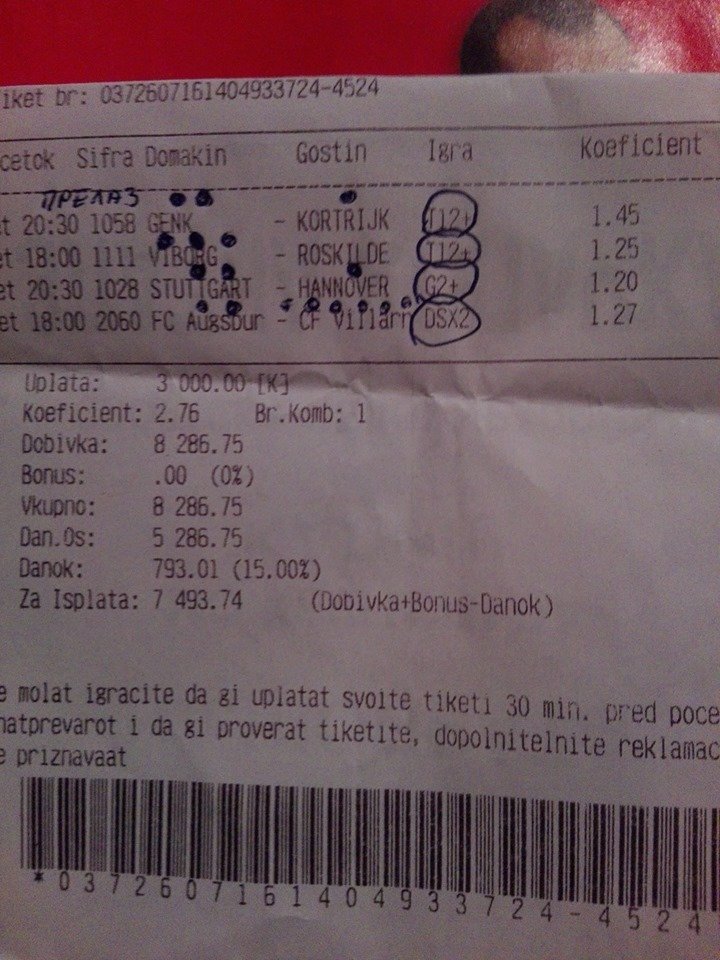 iket br: 0372607161404933724-4524
cetok Sifra Domakin Gostin Igra Koeficient
ПРЕЛАЗ
et 20:30 1058 GENK - KORTRIJK T12+ 1.45
et 18:00 1111 VIBORG - ROSKILDE T12+ 1.25
et 20:30 1028 STUTTGART - HANNOVER G2+ 1.20
et 18:00 2060 FC Augsbur - CF Villarr DSX2 1.27
Uplata: 3 000.00 [K]
Koeficient: 2.76 Br.Komb: 1
Dobivka: 8 286.75
Bonus: .00 (0%)
Vkupno: 8 286.75
Dan.Os: 5 286.75
Danok: 793.01 (15.00%)
Za Isplata: 7 493.74 (Dobivka+Bonus-Danok)
e molat igracite da gi uplatat svoite tiketi 30 min. pred poce
natprevarot i da gi proverat tiketite, dopolnitelnite reklamac
e priznavaat
*0372607161404933724-4524